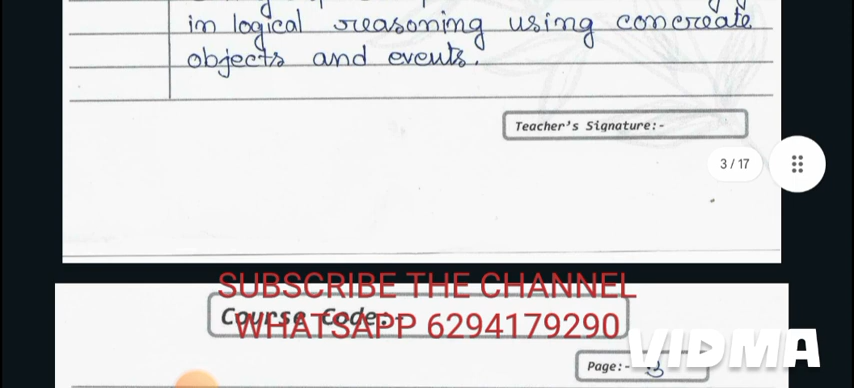 in logical reasoning using concreate
objects and events.
Teacher's Signature:-
3 / 17
SUBSCRIBE THE CHANNEL
Course Code:-
WHATSAPP 6294179290
VIDMA
Page:- 3